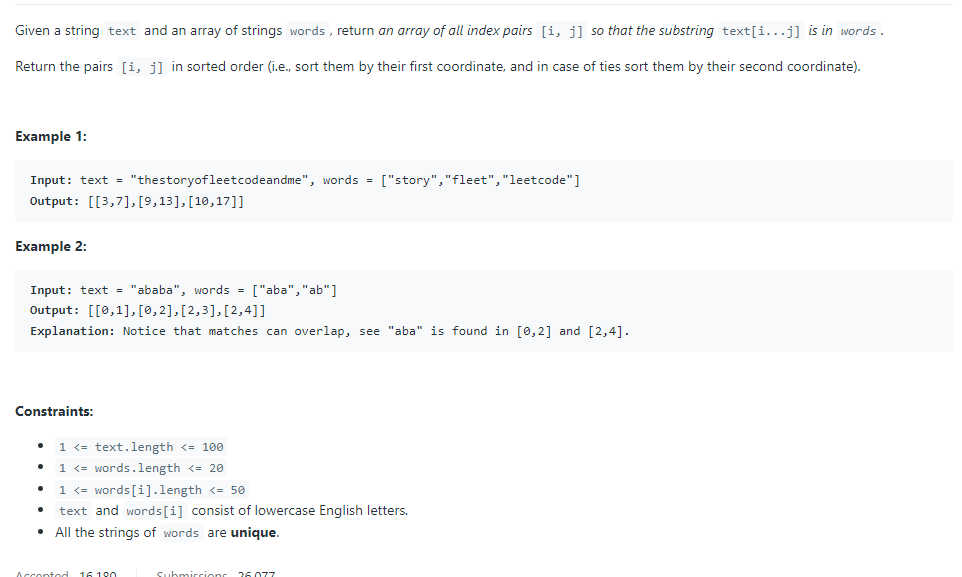 Given a string text and an array of strings words, return an array of all index pairs [i, j] so that the substring text[i...j] is in words.
Return the pairs [i, j] in sorted order (i.e., sort them by their first coordinate, and in case of ties sort them by their second coordinate).
Example 1:
Input: text = "thestoryofleetcodeandme", words = ["story","fleet","leetcode"]
Output: [[3,7],[9,13],[10,17]]
Example 2:
Input: text = "ababa", words = ["aba","ab"]
Output: [[0,1],[0,2],[2,3],[2,4]]
Explanation: Notice that matches can overlap, see "aba" is found in [0,2] and [2,4].
Constraints:
• 1 <= text.length <= 100
• 1 <= words.length <= 20
• 1 <= words[i].length <= 50
• text and words[i] consist of lowercase English letters.
• All the strings of words are unique.
Accepted 16,180 Submissions 26,077